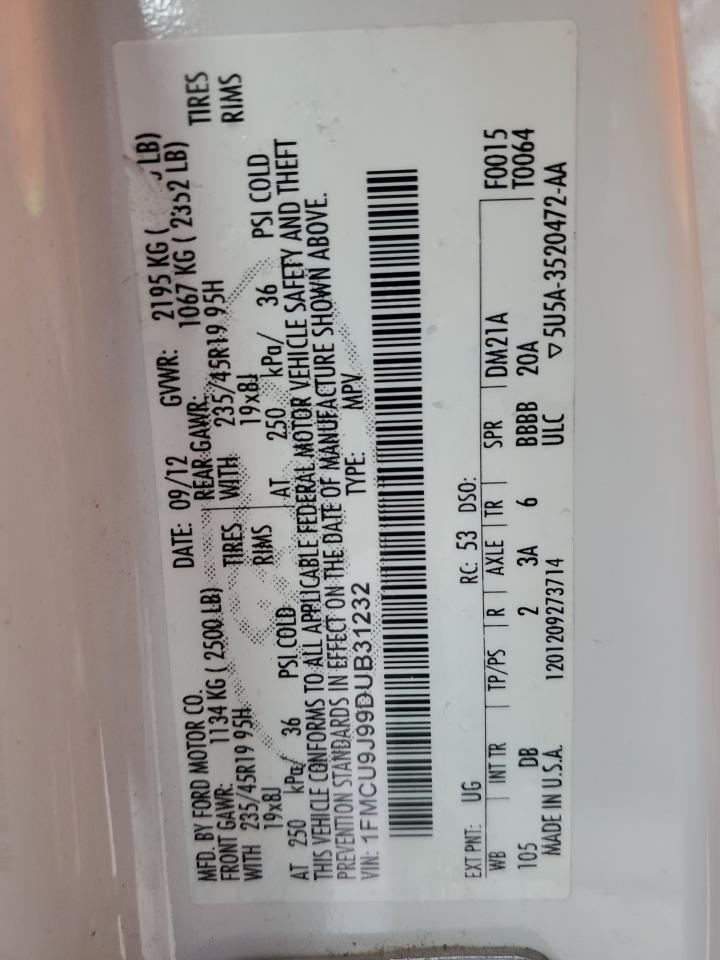 MFD. BY FORD MOTOR CO. DATE: 09/12 GVWR: 2195 KG ( LB)
FRONT GAWR: 1134 KG ( 2500 LB) REAR GAWR: 1067 KG ( 2352 LB)
WITH 235/45R19 95H TIRES WITH 235/45R19 95H TIRES
19x8J RIMS 19x8J RIMS
AT 250 kPa/ 36 PSI COLD AT 250 kPa/ 36 PSI COLD
THIS VEHICLE CONFORMS TO ALL APPLICABLE FEDERAL MOTOR VEHICLE SAFETY AND THEFT
PREVENTION STANDARDS IN EFFECT ON THE DATE OF MANUFACTURE SHOWN ABOVE.
VIN: 1FMCU9J99DUB31232 TYPE: MPV
EXT PNT: UG RC: 53 DSO: F0015
WB INT TR TP/PS R AXLE TR SPR DM21A T0064
105 DB 2 3A 6 BBBB 20A
MADE IN U.S.A. 1201209273714 ULC ▽5U5A-3520472-AA